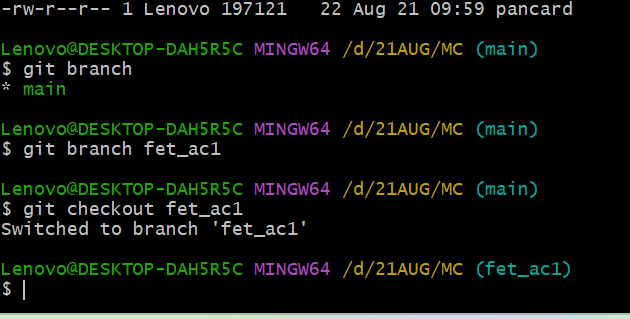 -rw-r--r-- 1 Lenovo 197121   22 Aug 21 09:59 pancard
Lenovo@DESKTOP-DAH5R5C MINGW64 /d/21AUG/MC (main)
$ git branch
* main
Lenovo@DESKTOP-DAH5R5C MINGW64 /d/21AUG/MC (main)
$ git branch fet_ac1
Lenovo@DESKTOP-DAH5R5C MINGW64 /d/21AUG/MC (main)
$ git checkout fet_ac1
Switched to branch 'fet_ac1'
Lenovo@DESKTOP-DAH5R5C MINGW64 /d/21AUG/MC (fet_ac1)
$